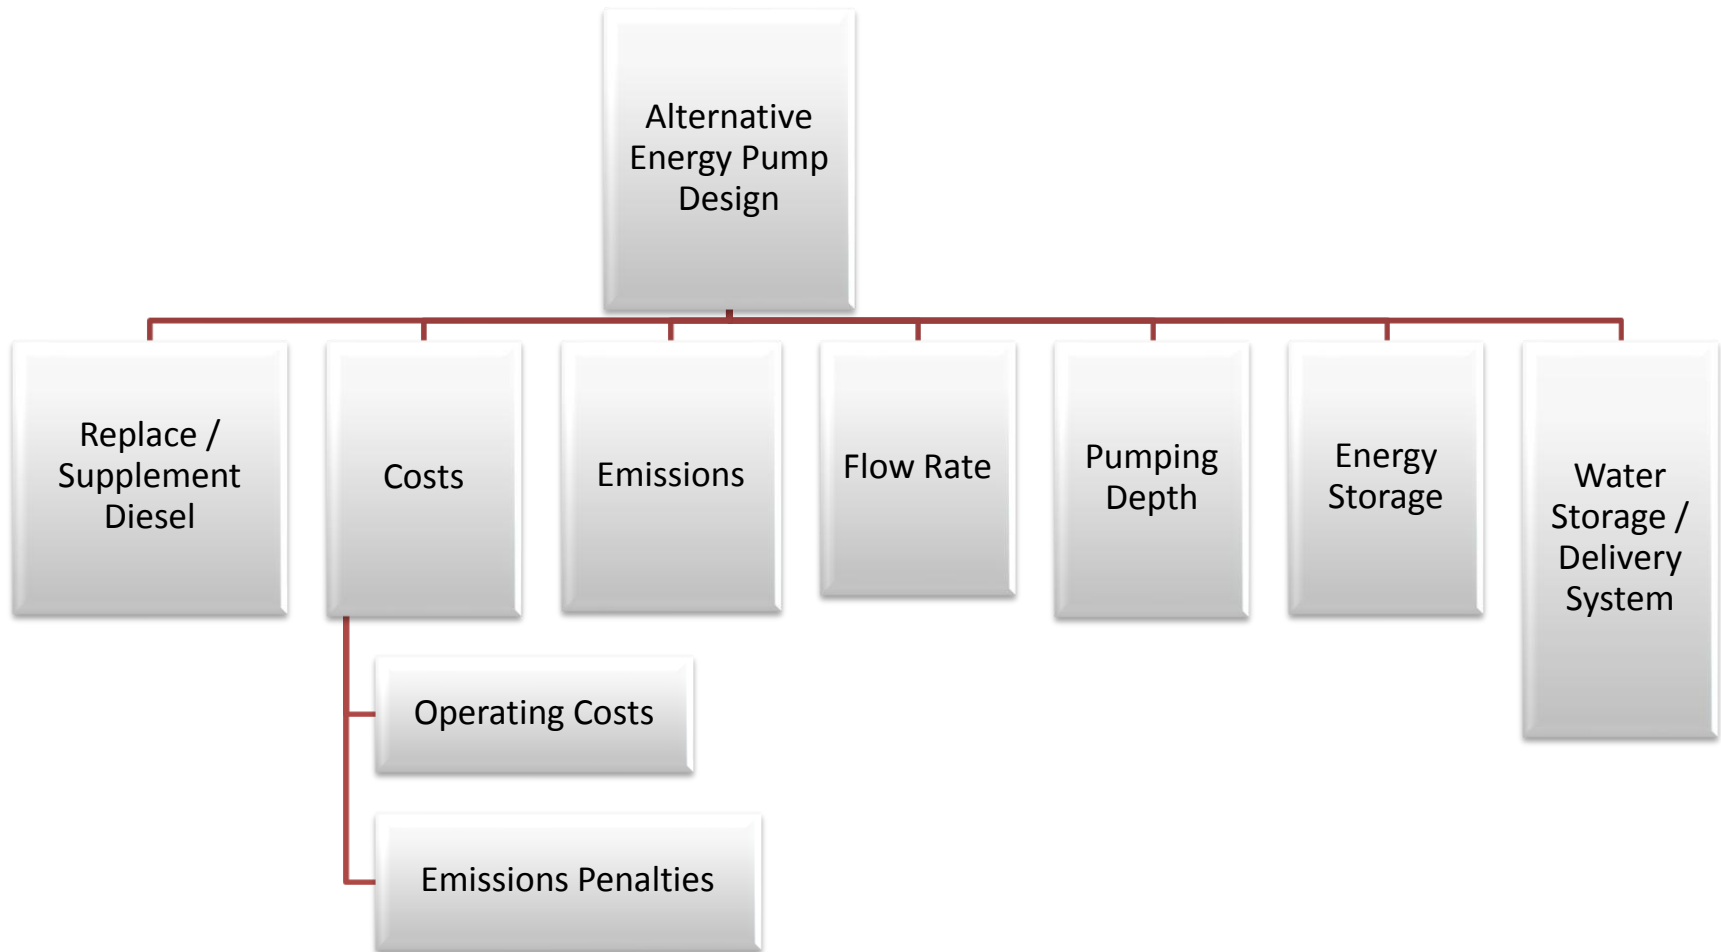 Alternative
Energy Pump
Design
Replace /
Supplement
Diesel
Costs
Emissions
Flow Rate
Pumping
Depth
Energy
Storage
Water
Storage /
Delivery
System
Operating Costs
Emissions Penalties